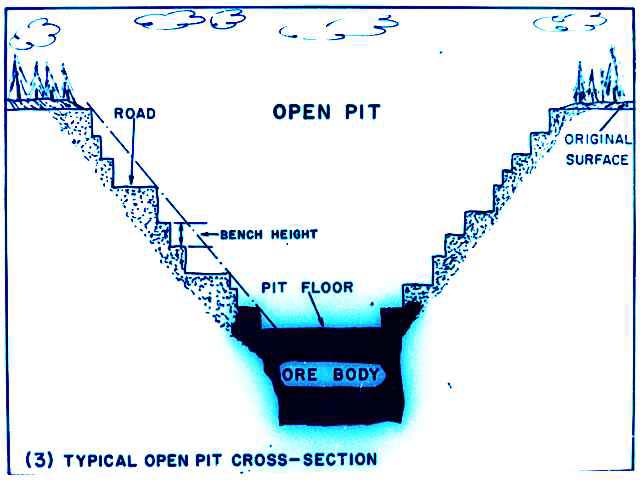 OPEN PIT
ROAD
ORIGINAL
SURFACE
BENCH HEIGHT
PIT FLOOR
ORE BODY
(3) TYPICAL OPEN PIT CROSS-SECTION